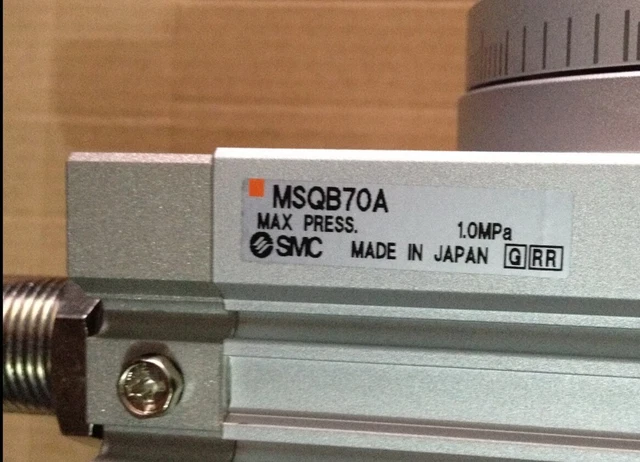 MSQB70A
MAX PRESS. 1.0MPa
SMC MADE IN JAPAN G RR